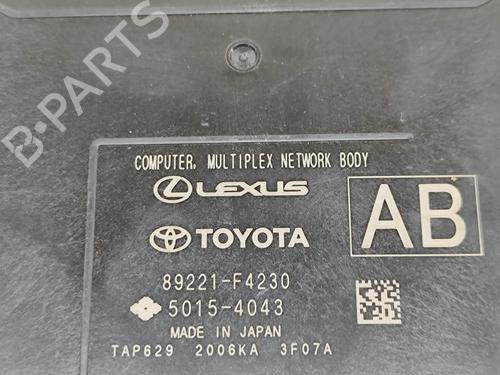 B-PARTS
COMPUTER, MULTIPLEX NETWORK BODY
LEXUS
TOYOTA
AB
89221-F4230
5015-4043
MADE IN JAPAN
TAP629 2006KA 3F07A